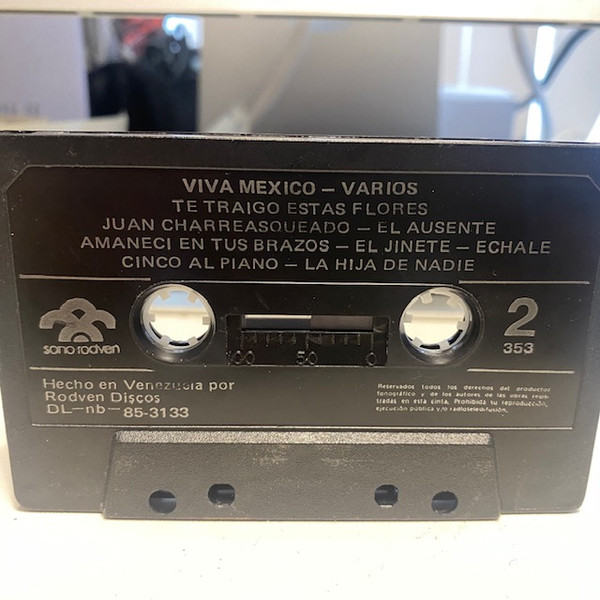 VIVA MEXICO — VARIOS
TE TRAIGO ESTAS FLORES
JUAN CHARREASQUEADO — EL AUSENTE
AMANECI EN TUS BRAZOS — EL JINETE — ECHALE
CINCO AL PIANO — LA HIJA DE NADIE
sono-rodven
100 50 0
2
353
Hecho en Venezuela por
Rodven Discos
DL—nb—85-3133
Reservados todos los derechos del productor
fonográfico y de los autores de las obras regis-
tradas en esta cinta. Prohibida su reproducción,
ejecución pública y/o radioteledifusión.